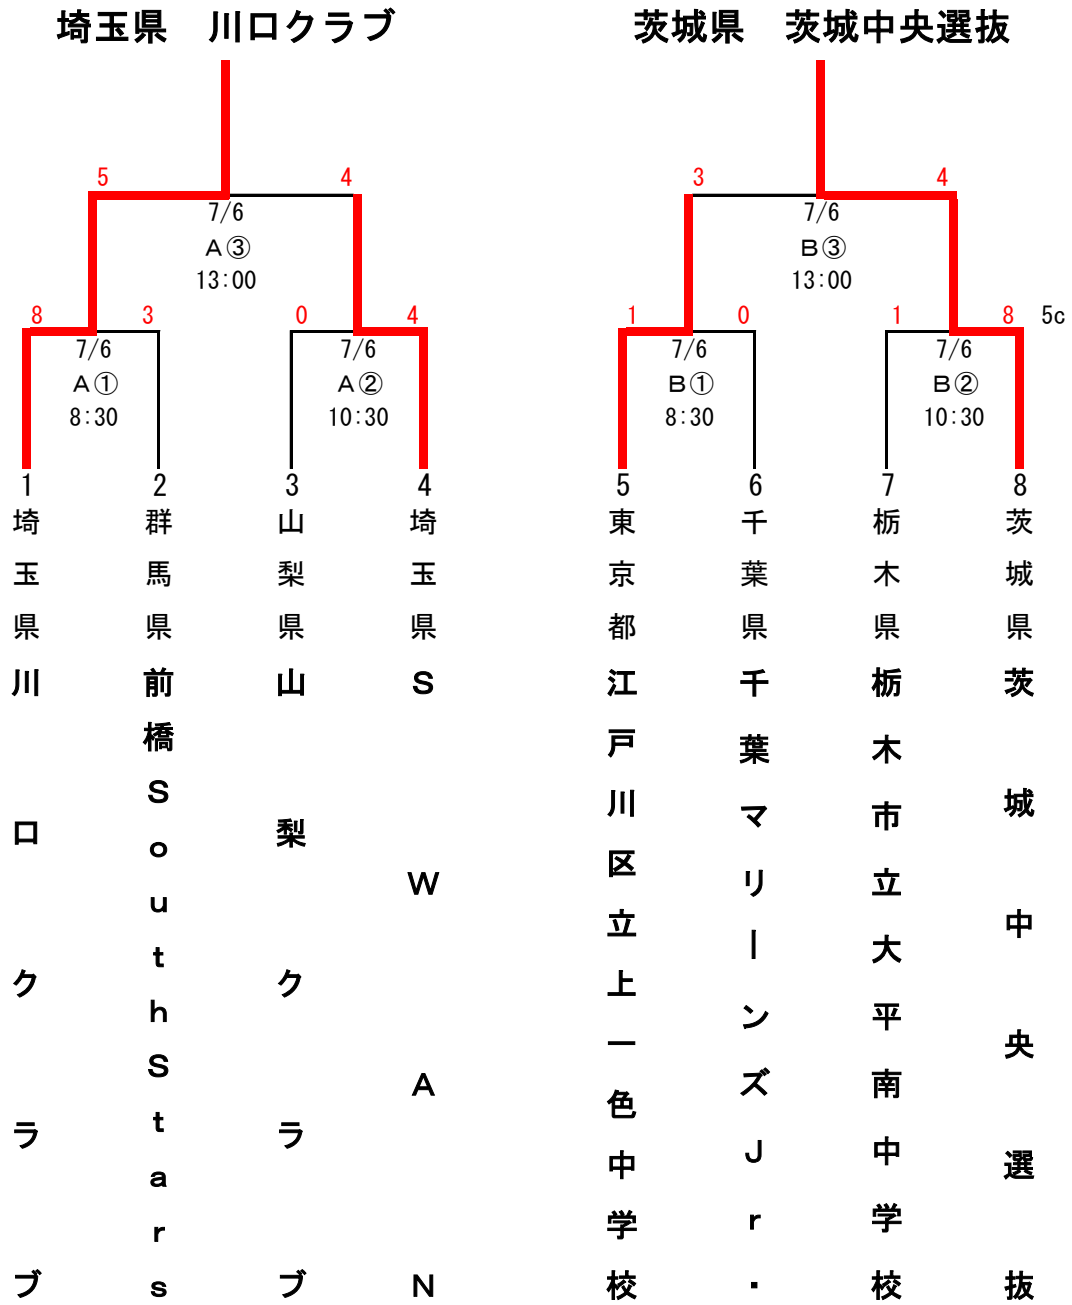 埼玉県　川口クラブ
茨城県　茨城中央選抜
5
4
3
4
7/6
A③
13:00
7/6
B③
13:00
8
3
0
4
1
0
1
8
5c
7/6
A①
8:30
7/6
A②
10:30
7/6
B①
8:30
7/6
B②
10:30
1
2
3
4
5
6
7
8
埼玉県
群馬県
山梨県
埼玉県
東京都
千葉県
栃木県
茨城県
川口クラブ
前橋SouthStars
山梨クラブ
SWAN
江戸川区立上一色中学校
千葉マリーンズJr.
栃木市立大平南中学校
茨城中央選抜